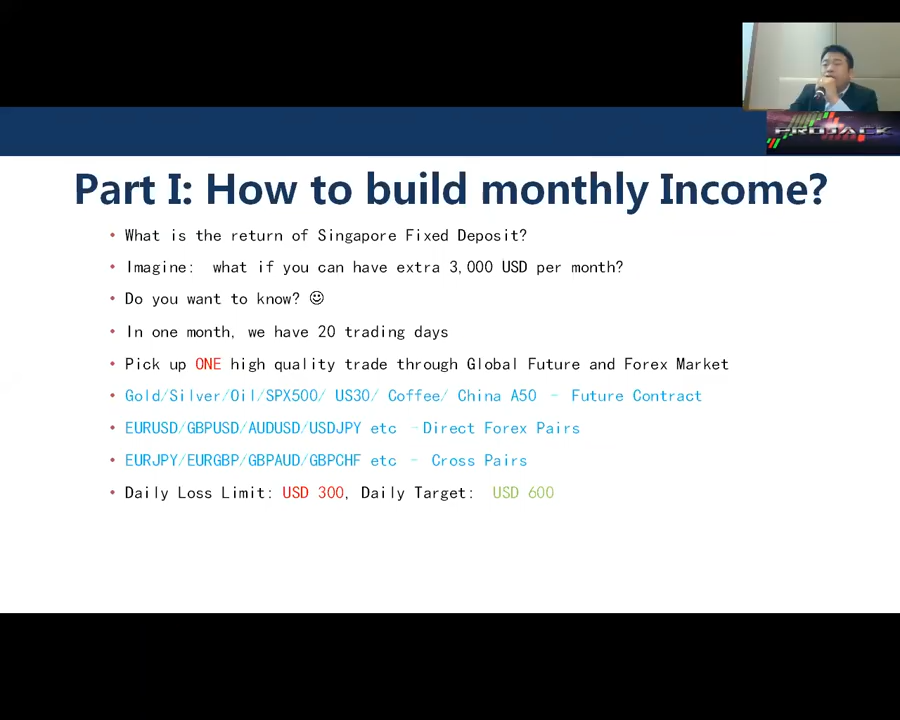 PROJACK
Part I: How to build monthly Income?
• What is the return of Singapore Fixed Deposit?
• Imagine: what if you can have extra 3,000 USD per month?
• Do you want to know? ☺
• In one month, we have 20 trading days
• Pick up ONE high quality trade through Global Future and Forex Market
• Gold/Silver/Oil/SPX500/ US30/ Coffee/ China A50 – Future Contract
• EURUSD/GBPUSD/AUDUSD/USDJPY etc –Direct Forex Pairs
• EURJPY/EURGBP/GBPAUD/GBPCHF etc – Cross Pairs
• Daily Loss Limit: USD 300, Daily Target: USD 600